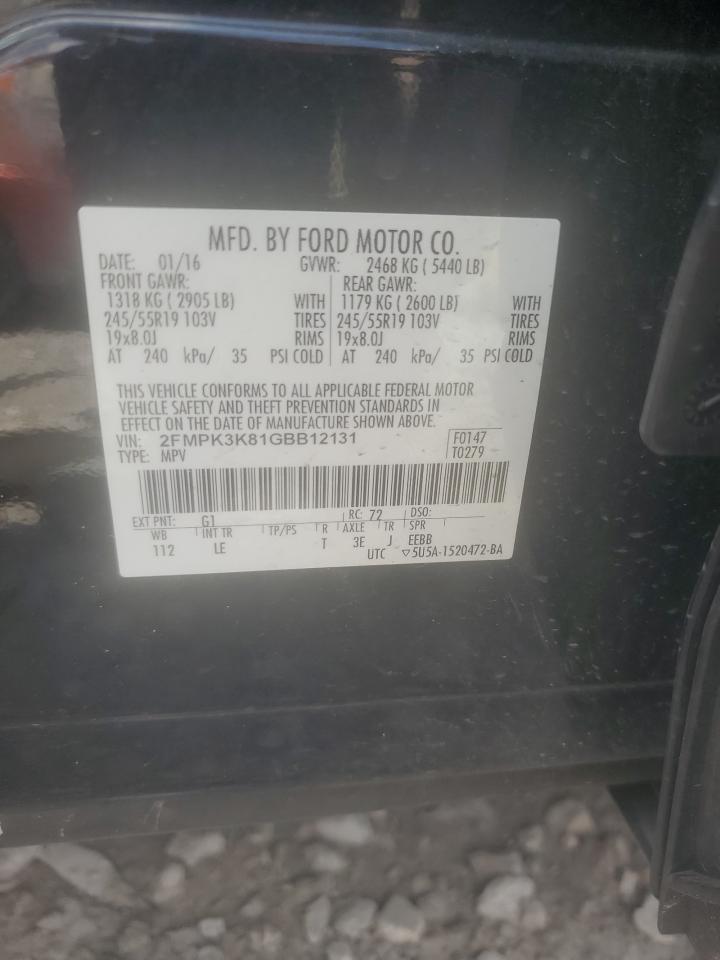 MFD. BY FORD MOTOR CO.
DATE: 01/16 GVWR: 2468 KG ( 5440 LB)
FRONT GAWR: REAR GAWR:
1318 KG ( 2905 LB) WITH 1179 KG ( 2600 LB) WITH
245/55R19 103V TIRES 245/55R19 103V TIRES
19x8.0J RIMS 19x8.0J RIMS
AT 240 kPa/ 35 PSI COLD AT 240 kPa/ 35 PSI COLD
THIS VEHICLE CONFORMS TO ALL APPLICABLE FEDERAL MOTOR
VEHICLE SAFETY AND THEFT PREVENTION STANDARDS IN
EFFECT ON THE DATE OF MANUFACTURE SHOWN ABOVE.
VIN: 2FMPK3K81GBB12131 F0147
TYPE: MPV T0279
EXT PNT: G1 RC: 72 DSO:
WB INT TR TP/PS R AXLE TR SPR
112 LE T 3E J EEBB
UTC ▽5U5A-1520472-BA